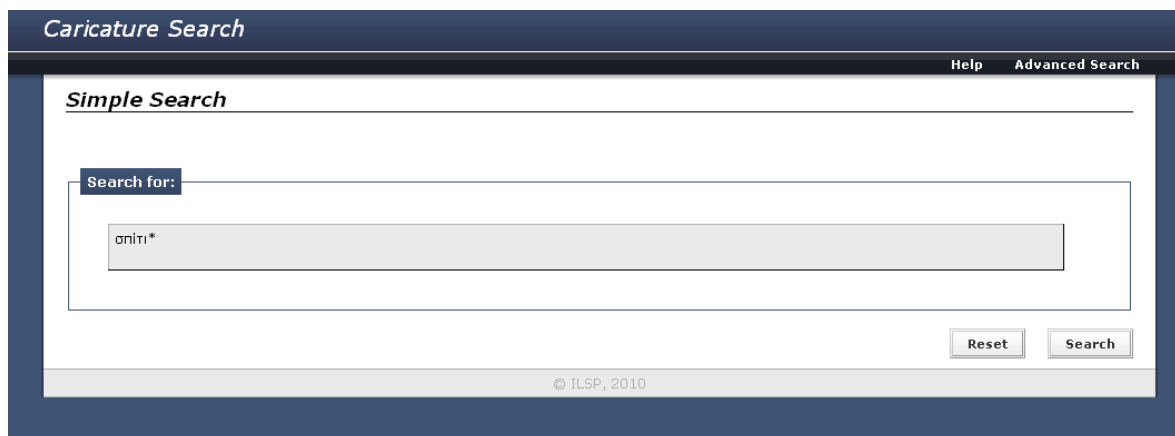 Caricature Search
Help Advanced Search
Simple Search
Search for:
σπίτι*
Reset Search
© ILSP, 2010